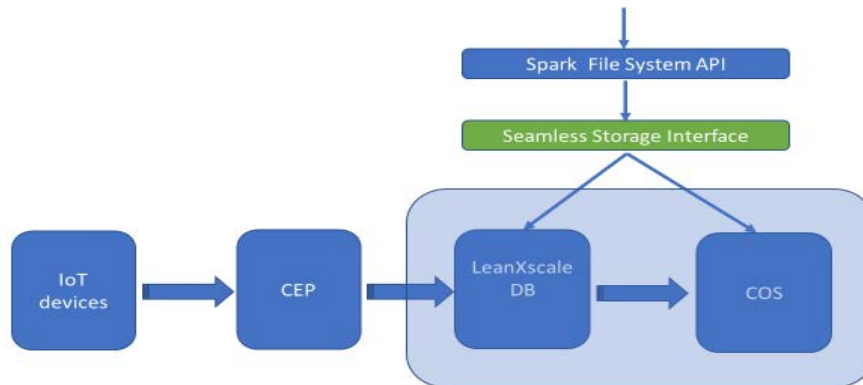 Spark File System API
Seamless Storage Interface
IoT
devices
CEP
LeanXscale
DB
COS